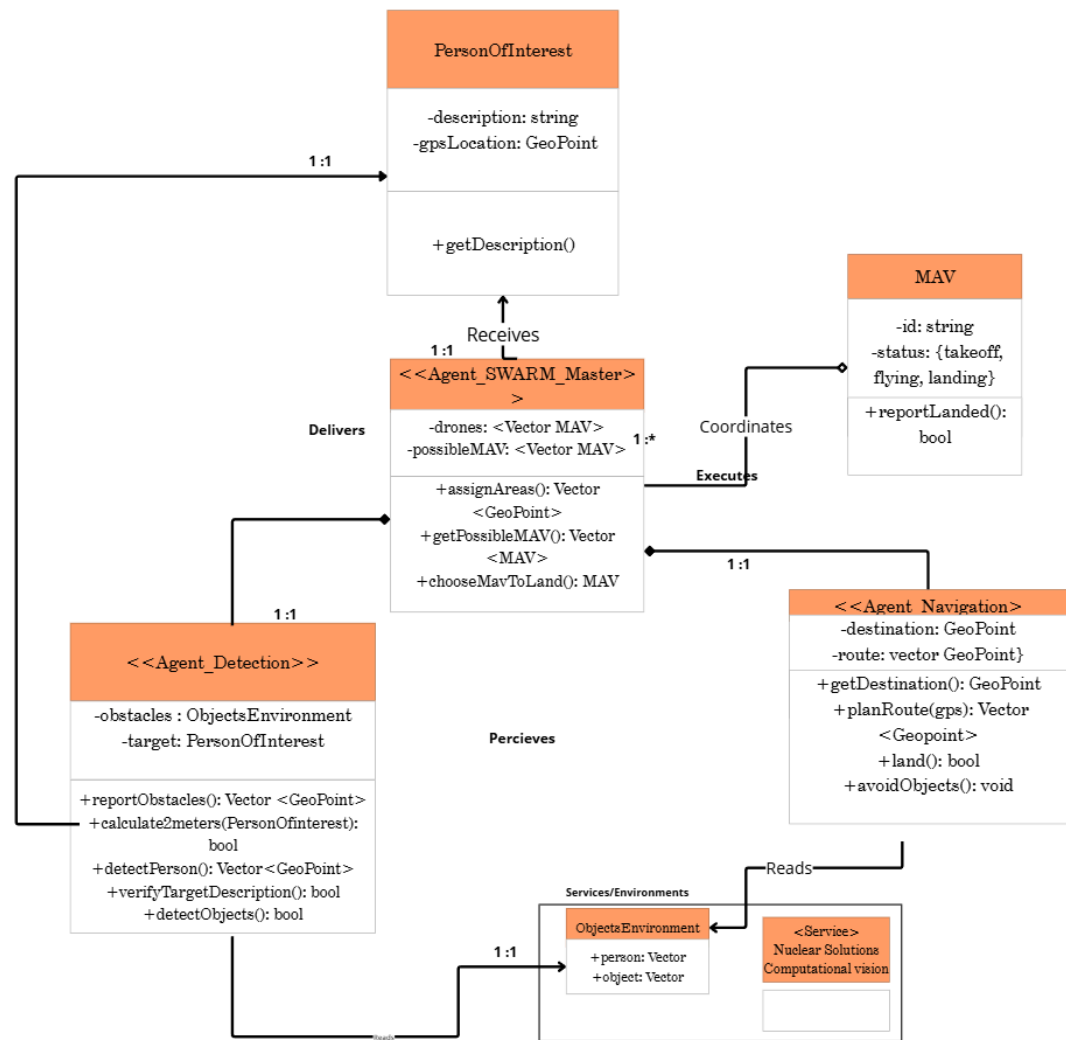 PersonOfInterest
-description: string
-gpsLocation: GeoPoint
+getDescription()
1 :1
Receives
1 :1
<<Agent_SWARM_Master>
>
-drones: <Vector MAV>
-possibleMAV: <Vector MAV>
+assignAreas(): Vector
<GeoPoint>
+getPossibleMAV(): Vector
<MAV>
+chooseMavToLand(): MAV
Delivers
1 :*
Coordinates
Executes
MAV
-id: string
-status: {takeoff,
flying, landing}
+reportLanded():
bool
1 :1
1 :1
<<Agent_Detection>>
-obstacles : ObjectsEnvironment
-target: PersonOfInterest
+reportObstacles(): Vector <GeoPoint>
+calculate2meters(PersonOfinterest):
bool
+detectPerson(): Vector<GeoPoint>
+verifyTargetDescription(): bool
+detectObjects(): bool
Percieves
<<Agent_Navigation>
-destination: GeoPoint
-route: vector GeoPoint}
+getDestination(): GeoPoint
+planRoute(gps): Vector
<Geopoint>
+land(): bool
+avoidObjects(): void
Reads
Services/Environments
ObjectsEnvironment
+person: Vector
+object: Vector
<Service>
Nuclear Solutions
Computational vision
1 :1
Reads